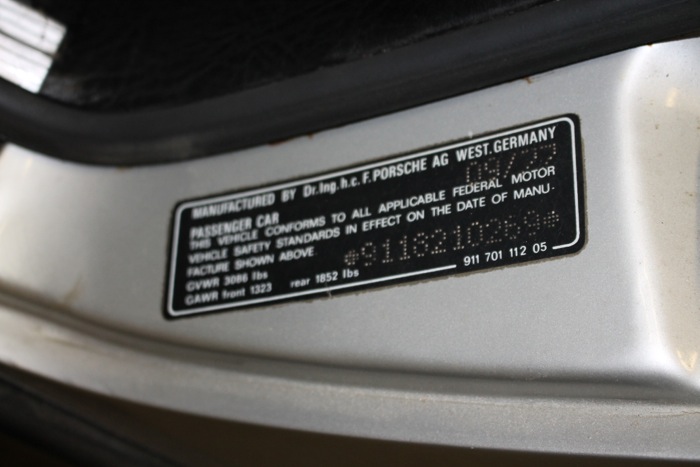 MANUFACTURED BY Dr.Ing.h.c.F.PORSCHE AG WEST.GERMANY
PASSENGER CAR 09/77
THIS VEHICLE CONFORMS TO ALL APPLICABLE FEDERAL MOTOR
VEHICLE SAFETY STANDARDS IN EFFECT ON THE DATE OF MANU-
FACTURE SHOWN ABOVE *9118210269*
GVWR 3086 lbs
GAWR front 1323 rear 1852 lbs 911 701 112 05